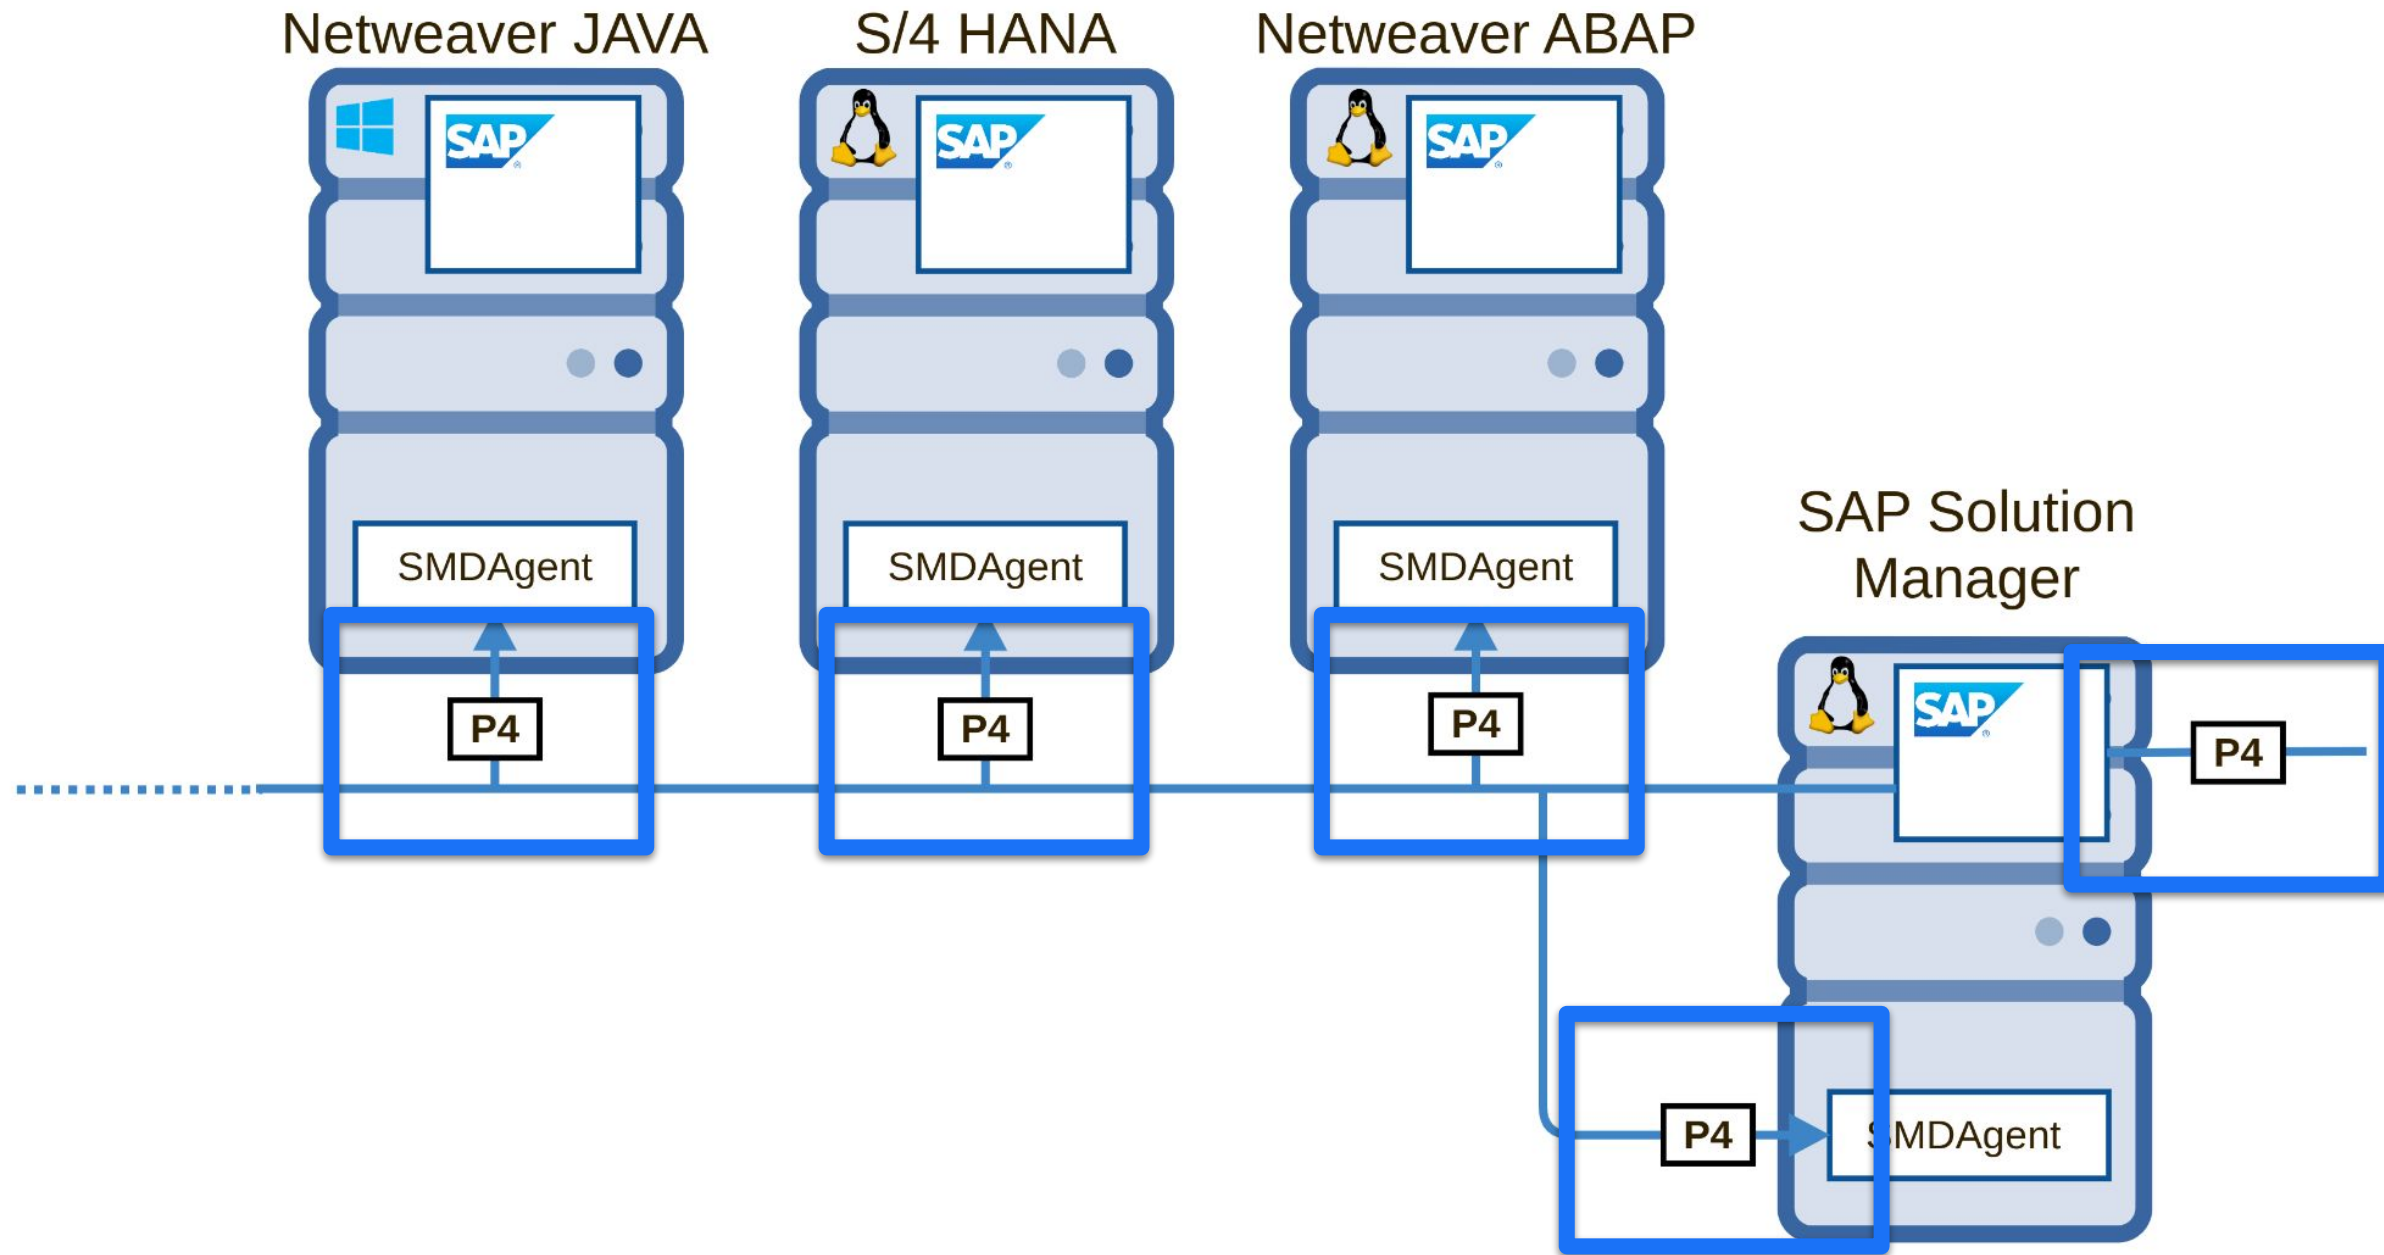 Netweaver JAVA
S/4 HANA
Netweaver ABAP
SAP
SAP
SAP
SMDAgent
SMDAgent
SMDAgent
SAP Solution
Manager
P4
P4
P4
SAP
P4
P4
SMDAgent